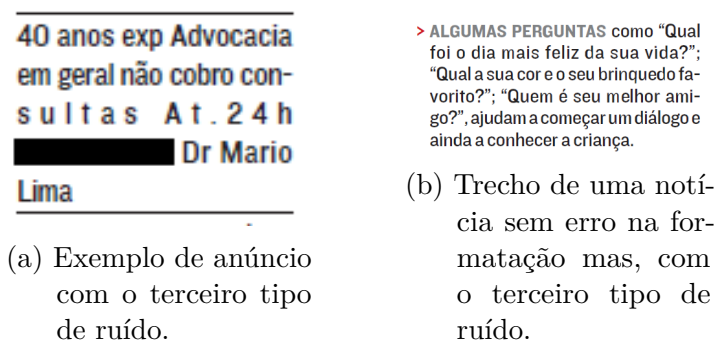 40 anos exp Advocacia
em geral não cobro con-
sultas At.24h
Dr Mario
Lima
(a) Exemplo de anúncio
com o terceiro tipo
de ruído.
> ALGUMAS PERGUNTAS como “Qual
foi o dia mais feliz da sua vida?”;
“Qual a sua cor e o seu brinquedo fa-
vorito?”; “Quem é seu melhor ami-
go?”, ajudam a começar um diálogo e
ainda a conhecer a criança.
(b) Trecho de uma notí-
cia sem erro na for-
matação mas, com
o terceiro tipo de
ruído.